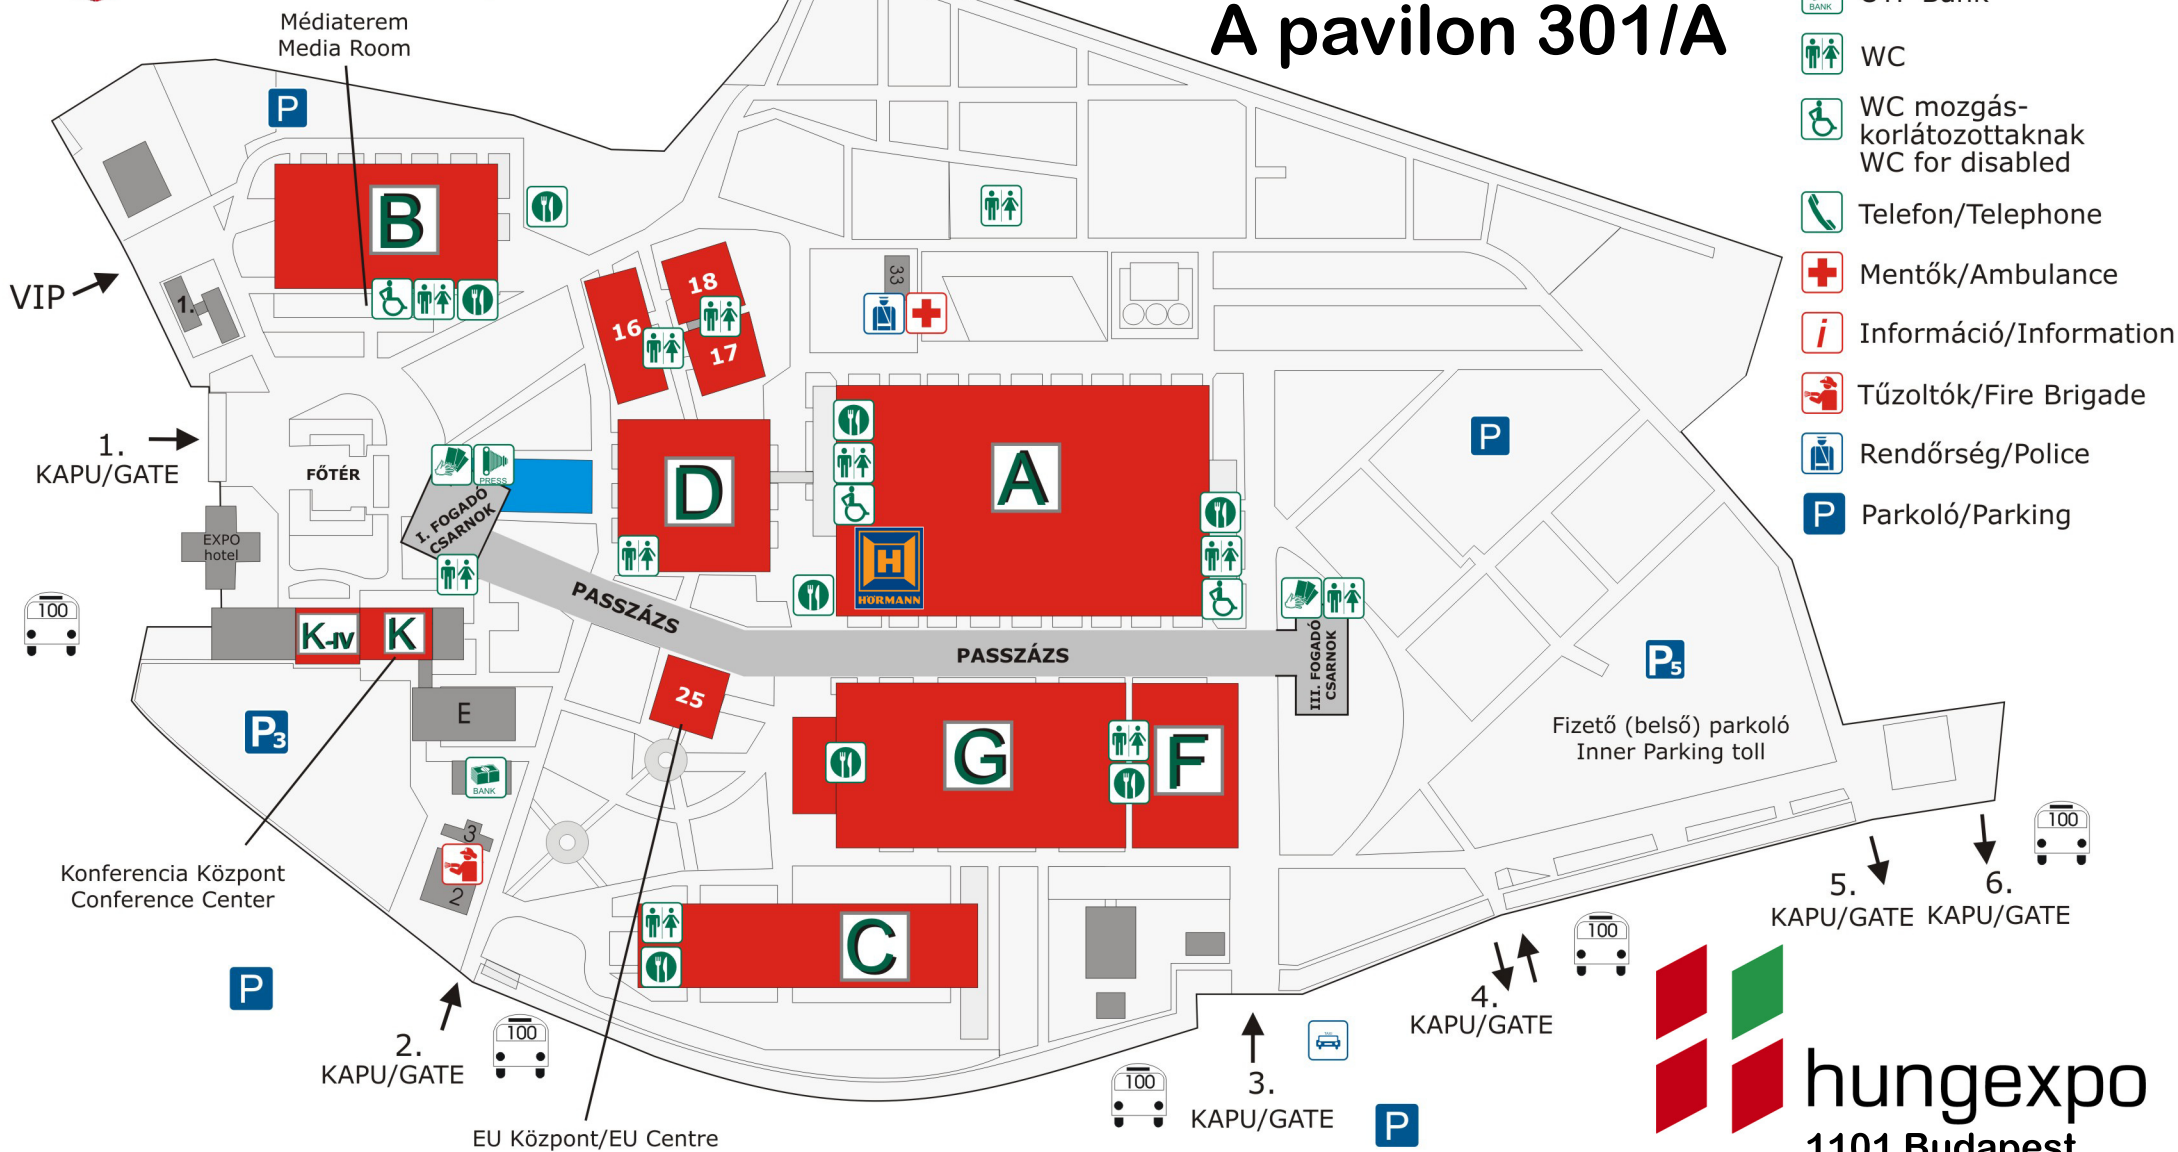 Médiaterem
Media Room
A pavilon 301/A
BANK
WC
WC mozgás-
korlátozottaknak
WC for disabled
Telefon/Telephone
Mentők/Ambulance
i
Információ/Information
Tűzoltók/Fire Brigade
Rendőrség/Police
P
Parkoló/Parking
P
B
VIP
1.
18
16
17
33
1.
KAPU/GATE
FŐTÉR
PRESS
I. FOGADÓ
CSARNOK
EXPO
hotel
D
A
H
HÖRMANN
P
100
K-IV
K
PASSZÁZS
PASSZÁZS
III. FOGADÓ
CSARNOK
P5
Fizető (belső) parkoló
Inner Parking toll
25
E
P3
G
F
BANK
3
2
Konferencia Központ
Conference Center
C
P
2.
KAPU/GATE
100
EU Központ/EU Centre
100
3.
KAPU/GATE
P
4.
KAPU/GATE
100
5.
KAPU/GATE
6.
KAPU/GATE
100
hungexpo
1101 Budapest